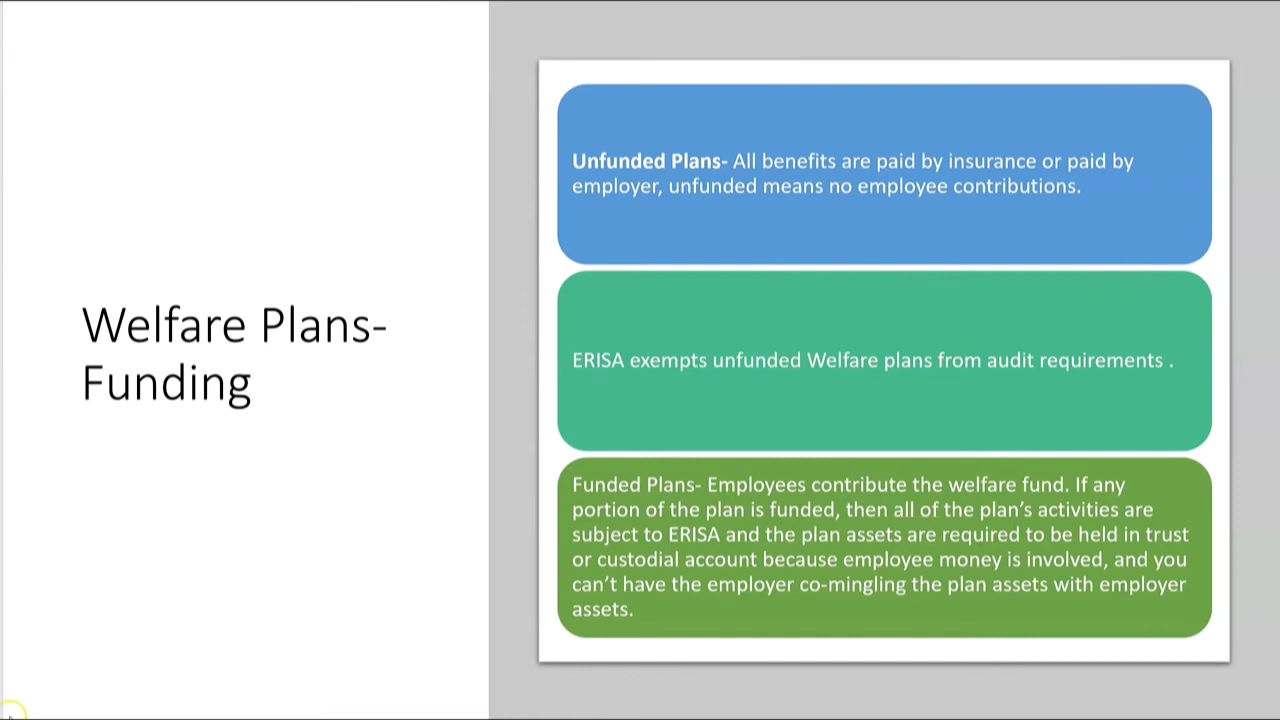 Welfare Plans-
Funding
Unfunded Plans- All benefits are paid by insurance or paid by
employer, unfunded means no employee contributions.
ERISA exempts unfunded Welfare plans from audit requirements .
Funded Plans- Employees contribute the welfare fund. If any
portion of the plan is funded, then all of the plan’s activities are
subject to ERISA and the plan assets are required to be held in trust
or custodial account because employee money is involved, and you
can’t have the employer co-mingling the plan assets with employer
assets.